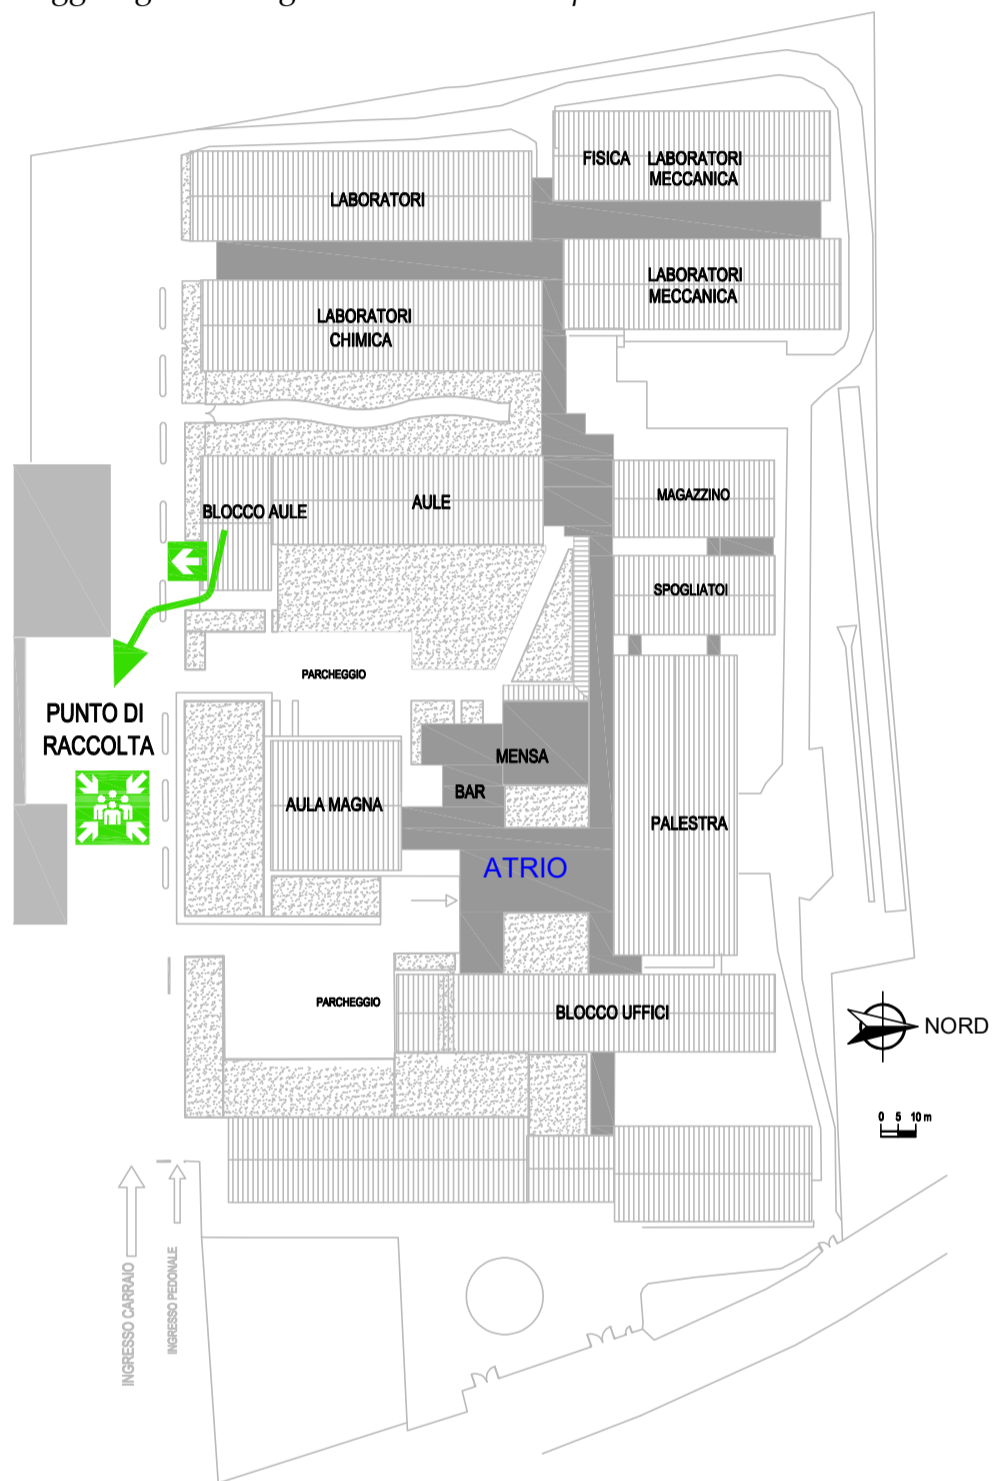 FISICA LABORATORI
MECCANICA
LABORATORI
LABORATORI
MECCANICA
LABORATORI
CHIMICA
MAGAZZINO
BLOCCO AULE
AULE
SPOGLIATOI
PARCHEGGIO
PUNTO DI
RACCOLTA
MENSA
BAR
AULA MAGNA
PALESTRA
ATRIO
PARCHEGGIO
BLOCCO UFFICI
NORD
0 5 10 m
INGRESSO CARRAIO
INGRESSO PEDONALE